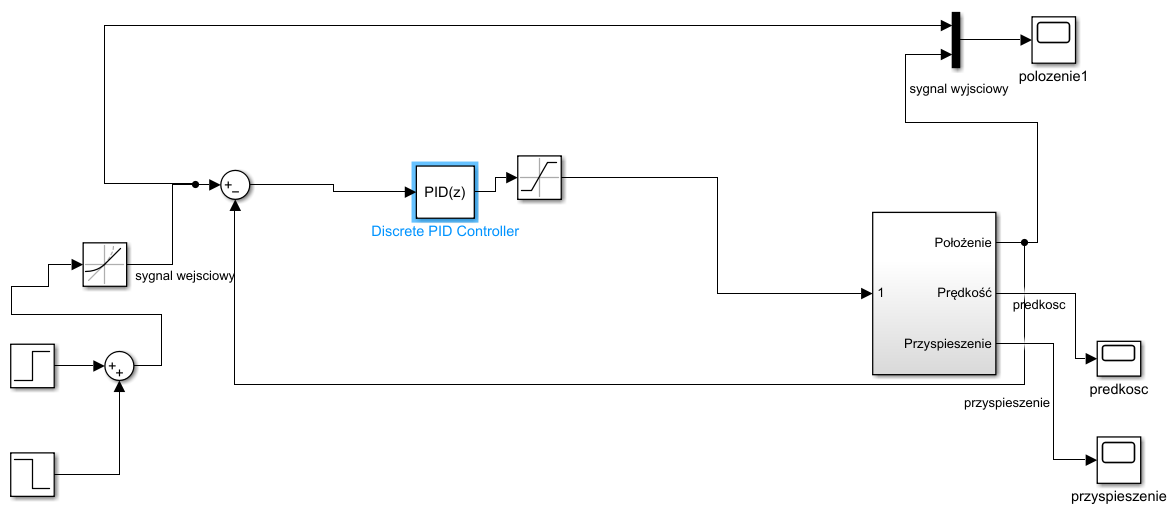 sygnal wyjsciowy
polozenie1
+
−
PID(z)
Discrete PID Controller
sygnal wejsciowy
Położenie
1
Prędkość
predkosc
Przyspieszenie
+
+
predkosc
przyspieszenie
przyspieszenie